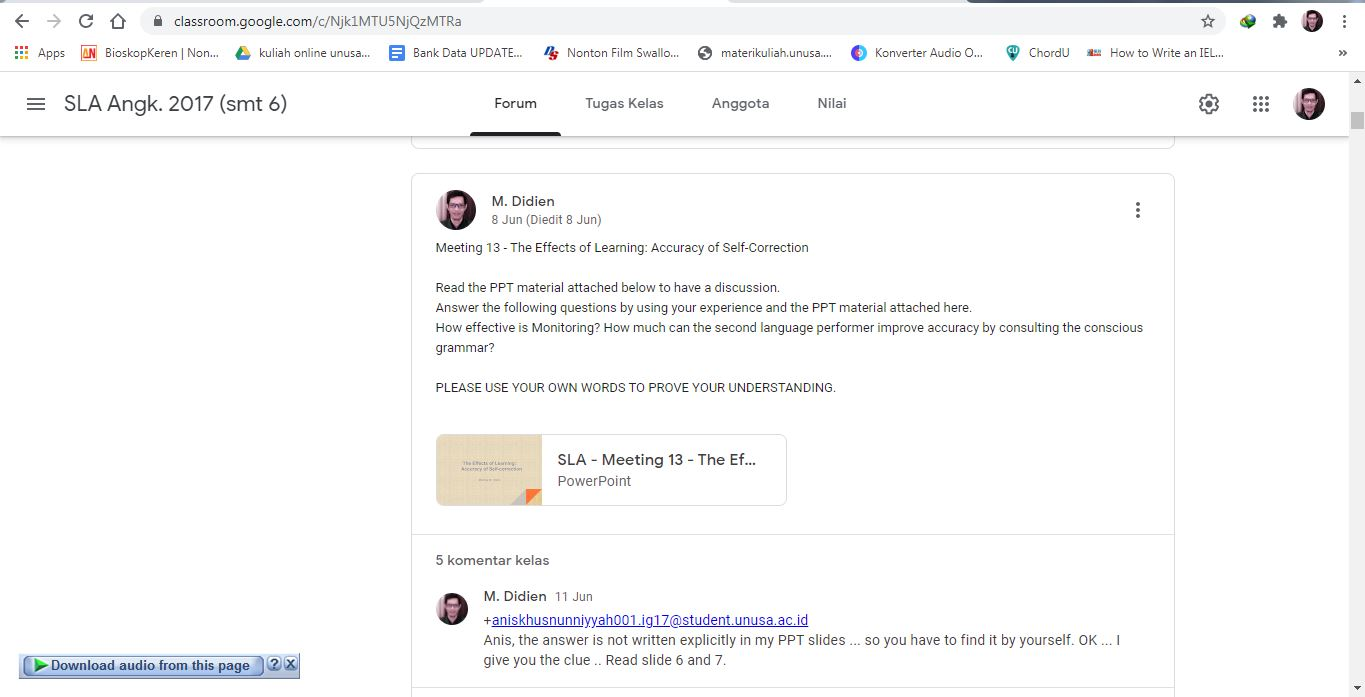 classroom.google.com/c/Njk1MTU5NjQzMTRa
Apps BioskopKeren | Non... kuliah online unusa... Bank Data UPDATE... Nonton Film Swallo... materikuliah.unusa.... Konverter Audio O... ChordU How to Write an IEL... »
SLA Angk. 2017 (smt 6) Forum Tugas Kelas Anggota Nilai
M. Didien
8 Jun (Diedit 8 Jun)
Meeting 13 - The Effects of Learning: Accuracy of Self-Correction
Read the PPT material attached below to have a discussion.
Answer the following questions by using your experience and the PPT material attached here.
How effective is Monitoring? How much can the second language performer improve accuracy by consulting the conscious
grammar?
PLEASE USE YOUR OWN WORDS TO PROVE YOUR UNDERSTANDING.
The Effects of Learning:
Accuracy of Self-correction
SLA - Meeting 13 - The Ef...
PowerPoint
5 komentar kelas
M. Didien 11 Jun
+aniskhusnunniyyah001.ig17@student.unusa.ac.id
Anis, the answer is not written explicitly in my PPT slides ... so you have to find it by yourself. OK ... I
give you the clue .. Read slide 6 and 7.
Download audio from this page ? X